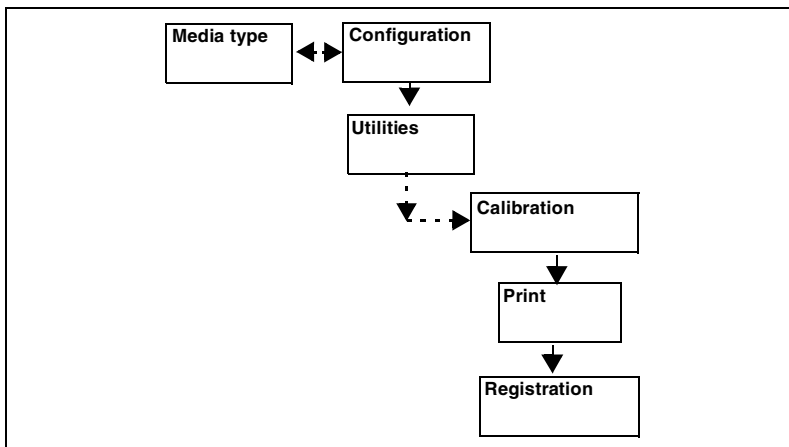 Media type
Configuration
Utilities
Calibration
Print
Registration